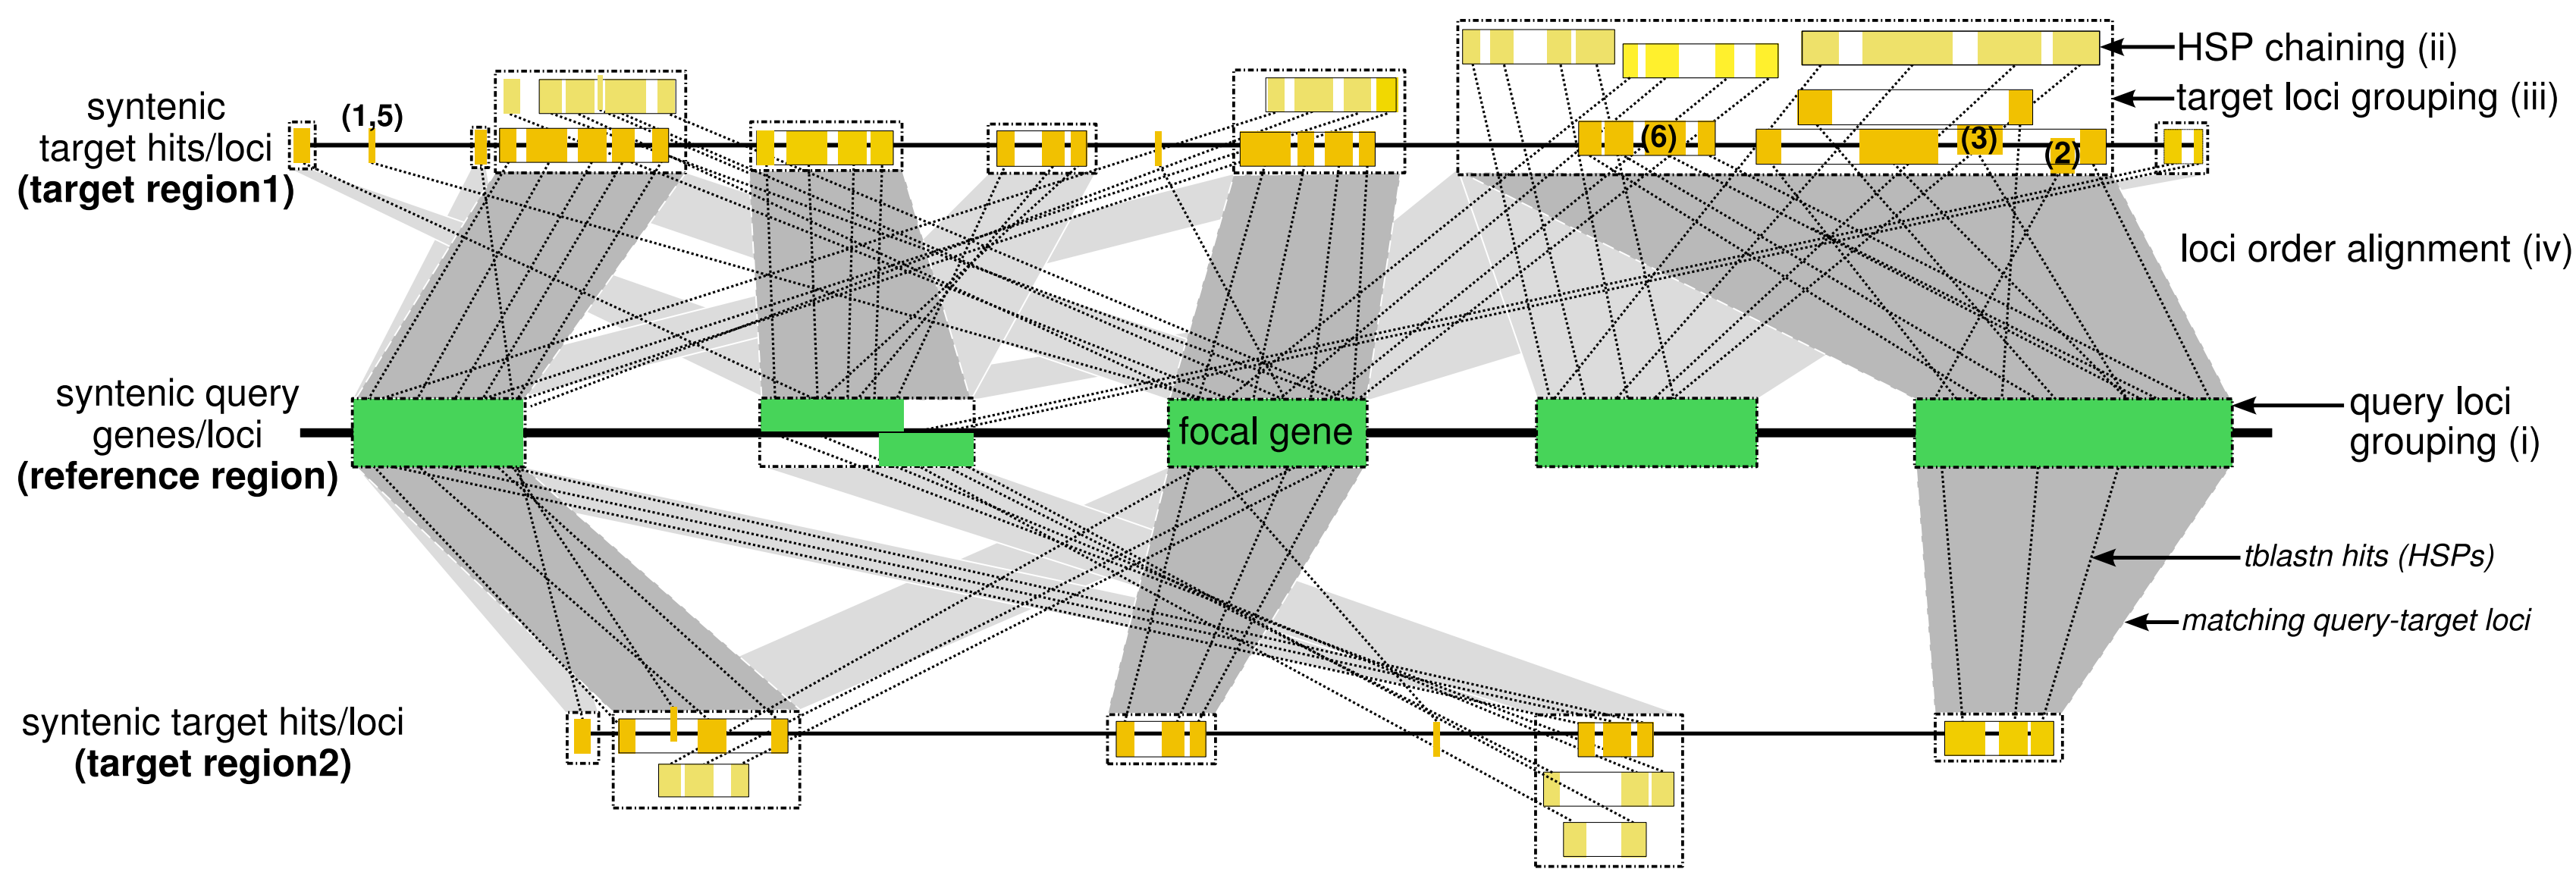 syntenic
target hits/loci
(target region1)
(1,5)
(6)
(3)
(2)
HSP chaining (ii)
target loci grouping (iii)
loci order alignment (iv)
syntenic query
genes/loci
(reference region)
focal gene
query loci
grouping (i)
tblastn hits (HSPs)
matching query-target loci
syntenic target hits/loci
(target region2)